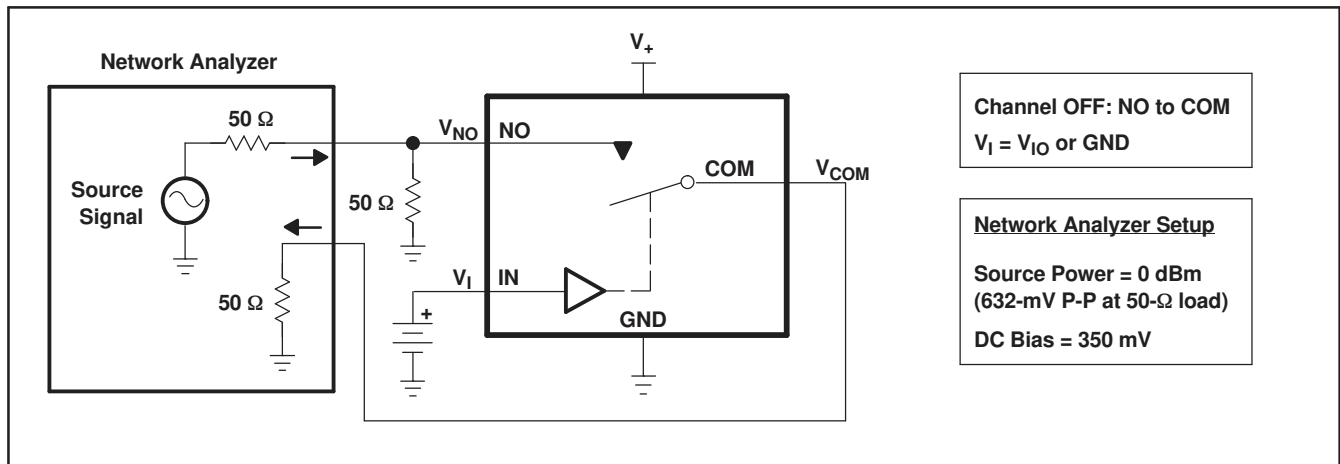 Network Analyzer
50 Ω
Source
Signal
50 Ω
50 Ω
V+
VNO
NO
COM
VCOM
VI
IN
+
GND
Channel OFF: NO to COM
VI = VIO or GND
Network Analyzer Setup
Source Power = 0 dBm
(632-mV P-P at 50-Ω load)
DC Bias = 350 mV